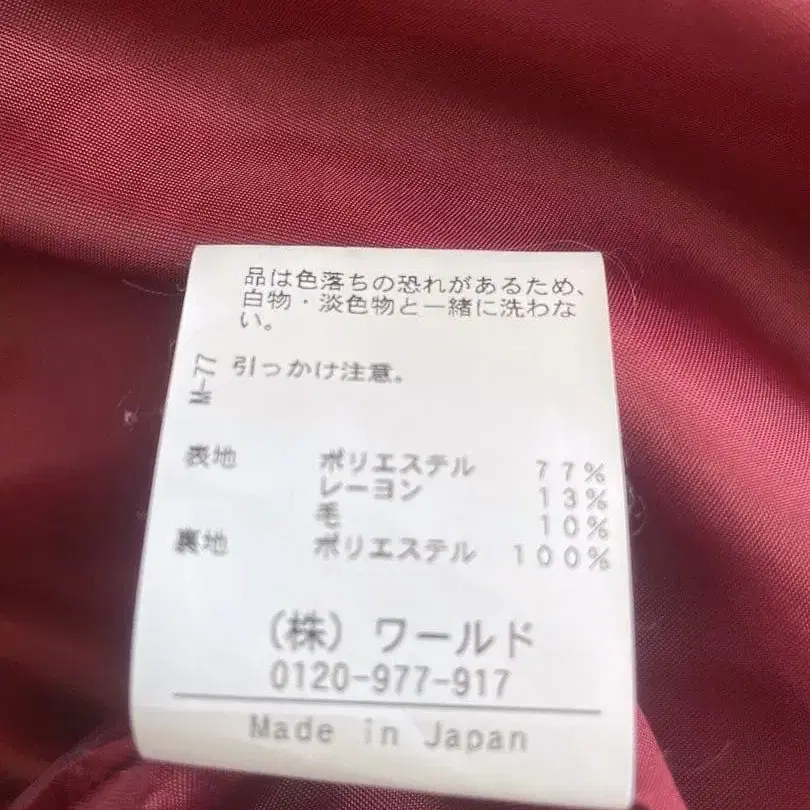 品は色落ちの恐れがあるため、
白物・淡色物と一緒に洗わな
い。
M-77
引っかけ注意。
表地 ポリエステル 77%
レーヨン 13%
毛 10%
裏地 ポリエステル 100%
(株) ワールド
0120-977-917
Made in Japan